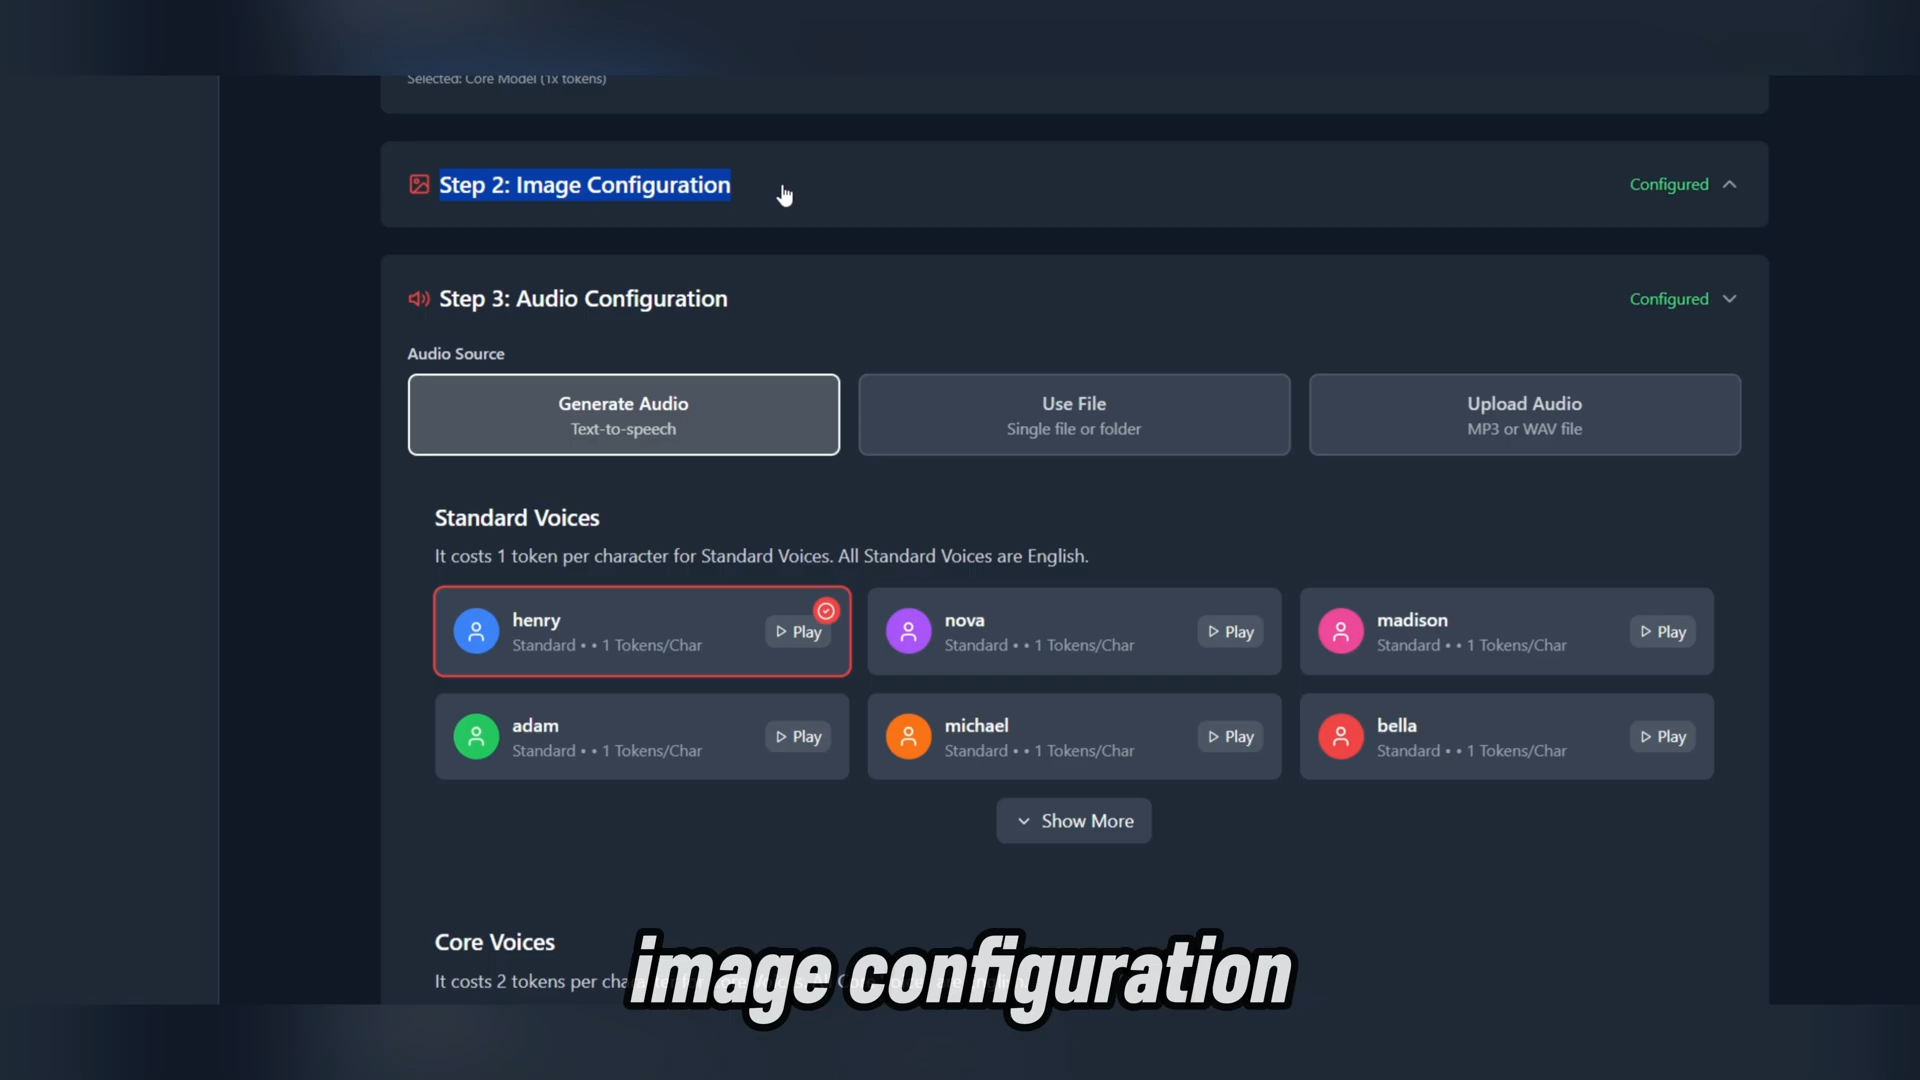 Selected: Core Model (1x tokens)
Step 2: Image Configuration
Configured
Step 3: Audio Configuration
Configured
Audio Source
Generate Audio
Text-to-speech
Use File
Single file or folder
Upload Audio
MP3 or WAV file
Standard Voices
It costs 1 token per character for Standard Voices. All Standard Voices are English.
henry
Standard • • 1 Tokens/Char
Play
nova
Standard • • 1 Tokens/Char
Play
madison
Standard • • 1 Tokens/Char
Play
adam
Standard • • 1 Tokens/Char
Play
michael
Standard • • 1 Tokens/Char
Play
bella
Standard • • 1 Tokens/Char
Play
Show More
Core Voices
It costs 2 tokens per
image configuration